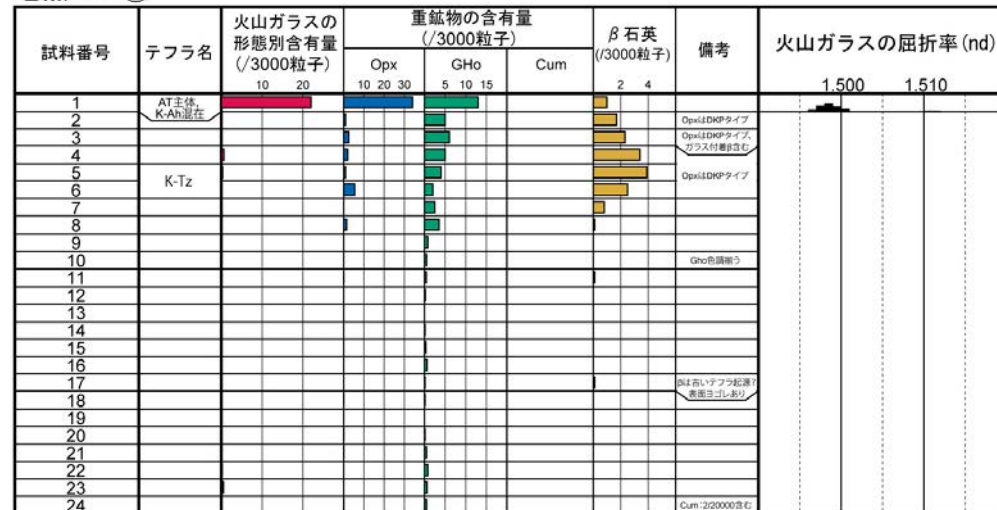 試料番号
テフラ名
火山ガラスの
形態別含有量
(/3000粒子)
10 20
重鉱物の含有量
(/3000粒子)
Opx
10 20 30
GHo
5 10 15
Cum
β 石英
(/3000粒子)
2 4
備考
火山ガラスの屈折率(nd)
1.500 1.510
1
AT主体,
K-Ah混在
2
OpxはDKPタイプ
3
OpxはDKPタイプ、
ガラス付着β含む
4
5
K-Tz
OpxはDKPタイプ
6
7
8
9
10
Gho色調揃う
11
12
13
14
15
16
17
βは古いテフラ起源?
表面ヨゴレあり
18
19
20
21
22
23
24
Cum:2/20000含む